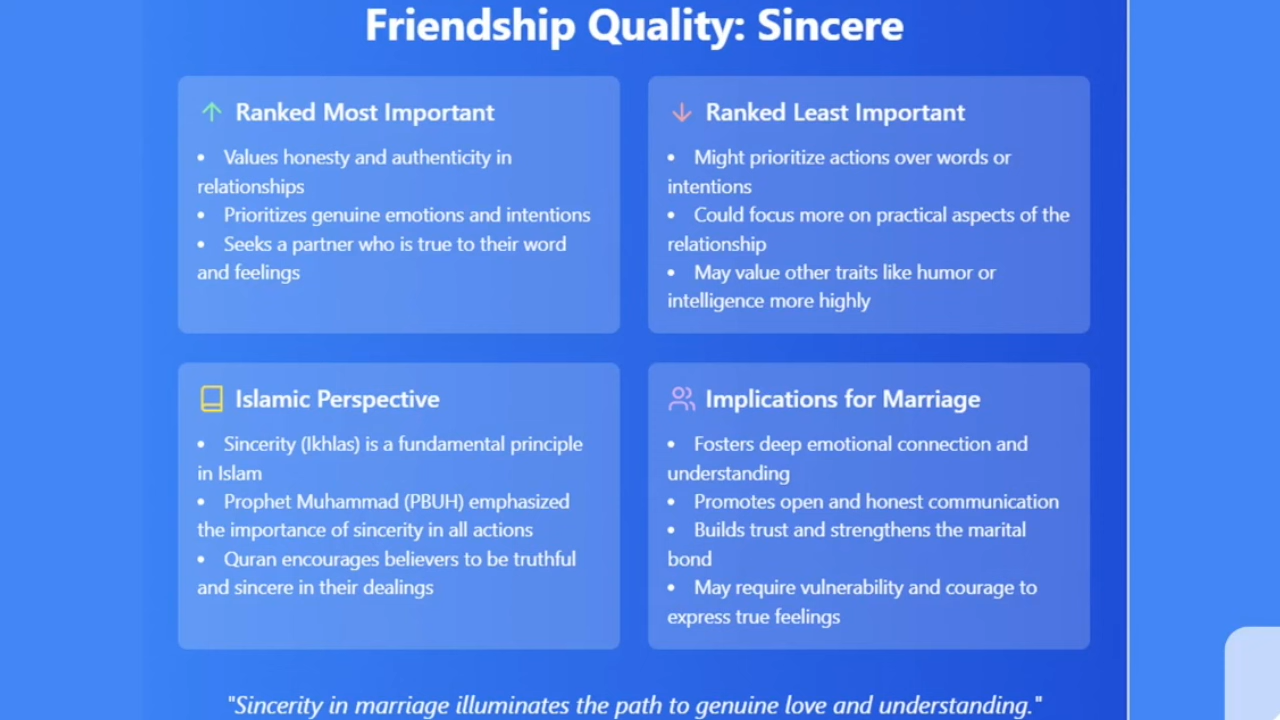 Friendship Quality: Sincere
Ranked Most Important
• Values honesty and authenticity in
relationships
• Prioritizes genuine emotions and intentions
• Seeks a partner who is true to their word
and feelings
Ranked Least Important
• Might prioritize actions over words or
intentions
• Could focus more on practical aspects of the
relationship
• May value other traits like humor or
intelligence more highly
Islamic Perspective
• Sincerity (Ikhlas) is a fundamental principle
in Islam
• Prophet Muhammad (PBUH) emphasized
the importance of sincerity in all actions
• Quran encourages believers to be truthful
and sincere in their dealings
Implications for Marriage
• Fosters deep emotional connection and
understanding
• Promotes open and honest communication
• Builds trust and strengthens the marital
bond
• May require vulnerability and courage to
express true feelings
"Sincerity in marriage illuminates the path to genuine love and understanding."